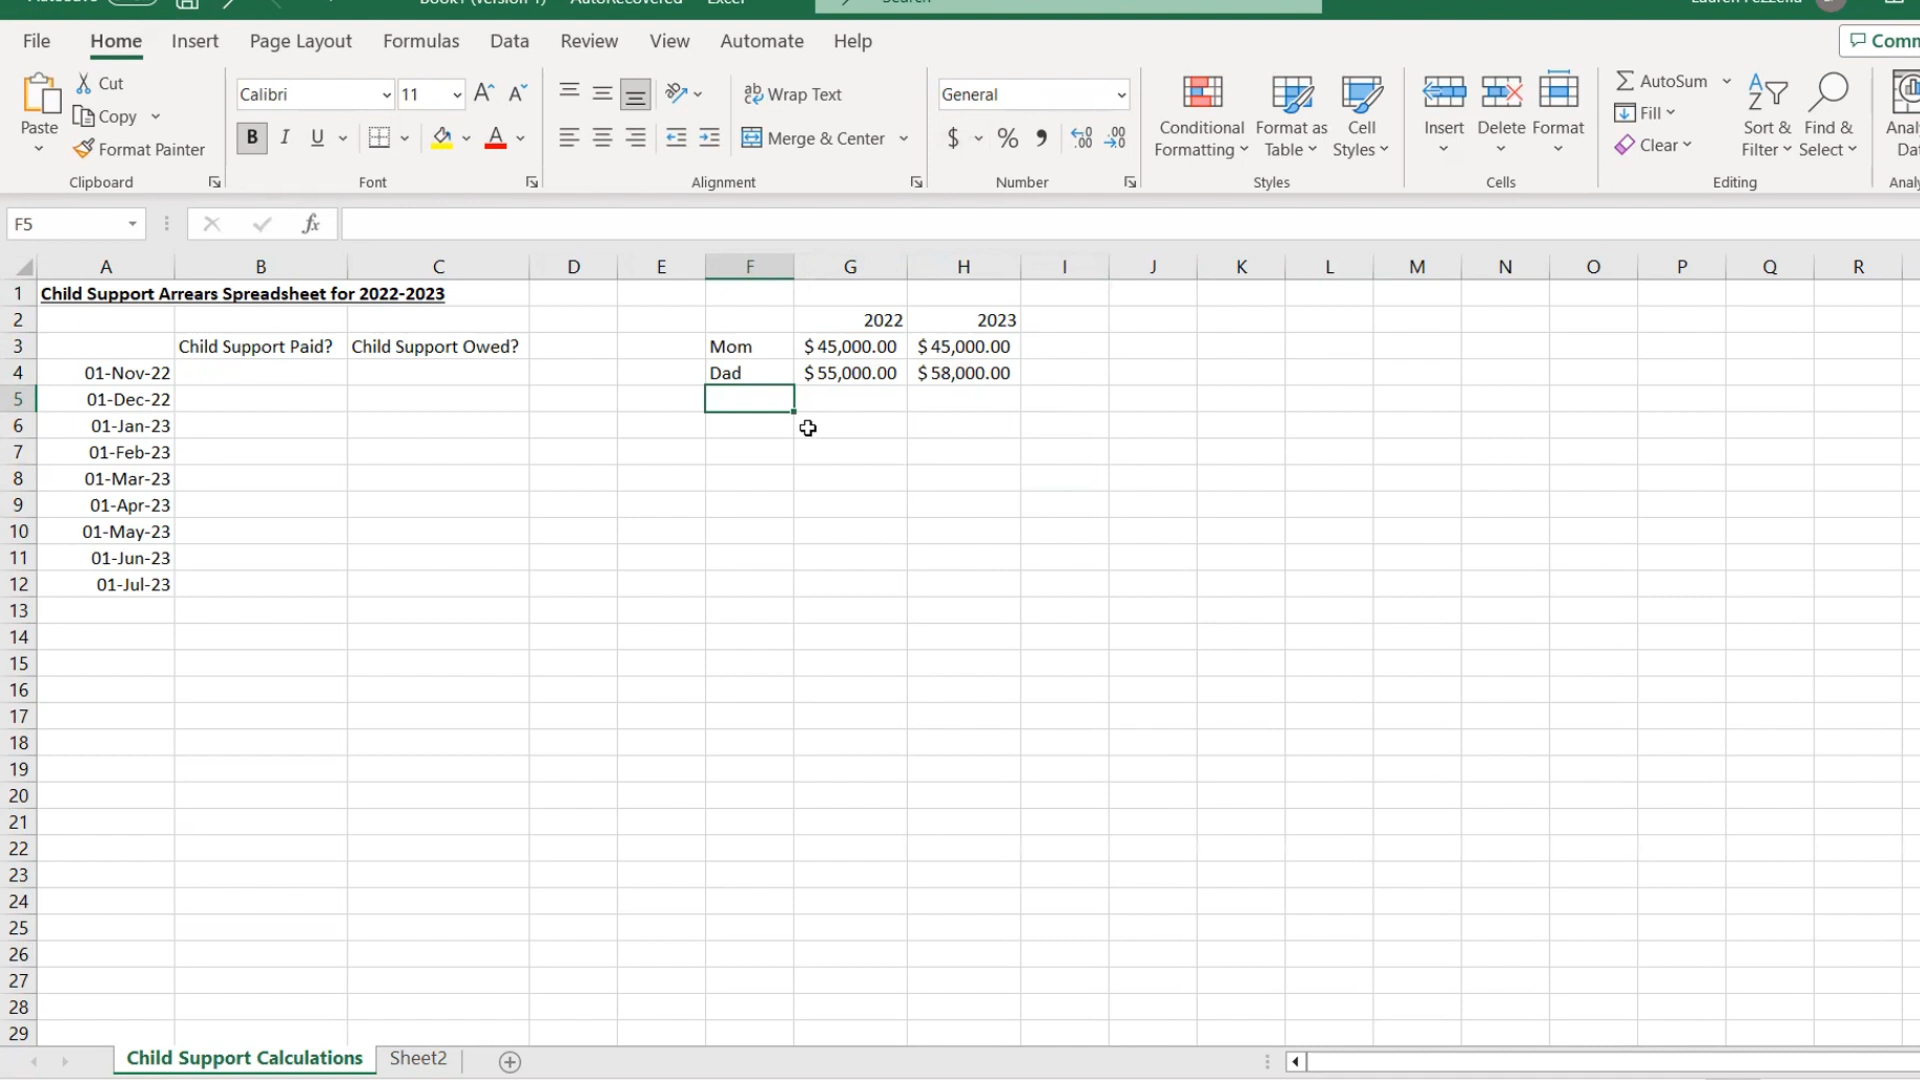 File Home Insert Page Layout Formulas Data Review View Automate Help
Paste
Cut
Copy
Format Painter
Clipboard
Calibri 11
B I U
Font
Wrap Text
Merge & Center
Alignment
General
$ % ,
Number
Conditional Formatting
Format as Table
Cell Styles
Styles
Insert Delete Format
Cells
AutoSum
Fill
Clear
Sort & Filter
Find & Select
Editing
F5
fx
A B C D E F G H I J K L M N O P Q R
1 Child Support Arrears Spreadsheet for 2022-2023
2 2022 2023
3 Child Support Paid? Child Support Owed? Mom $ 45,000.00 $ 45,000.00
4 01-Nov-22 Dad $ 55,000.00 $ 58,000.00
5 01-Dec-22
6 01-Jan-23
7 01-Feb-23
8 01-Mar-23
9 01-Apr-23
10 01-May-23
11 01-Jun-23
12 01-Jul-23
13
14
15
16
17
18
19
20
21
22
23
24
25
26
27
28
29
Child Support Calculations Sheet2